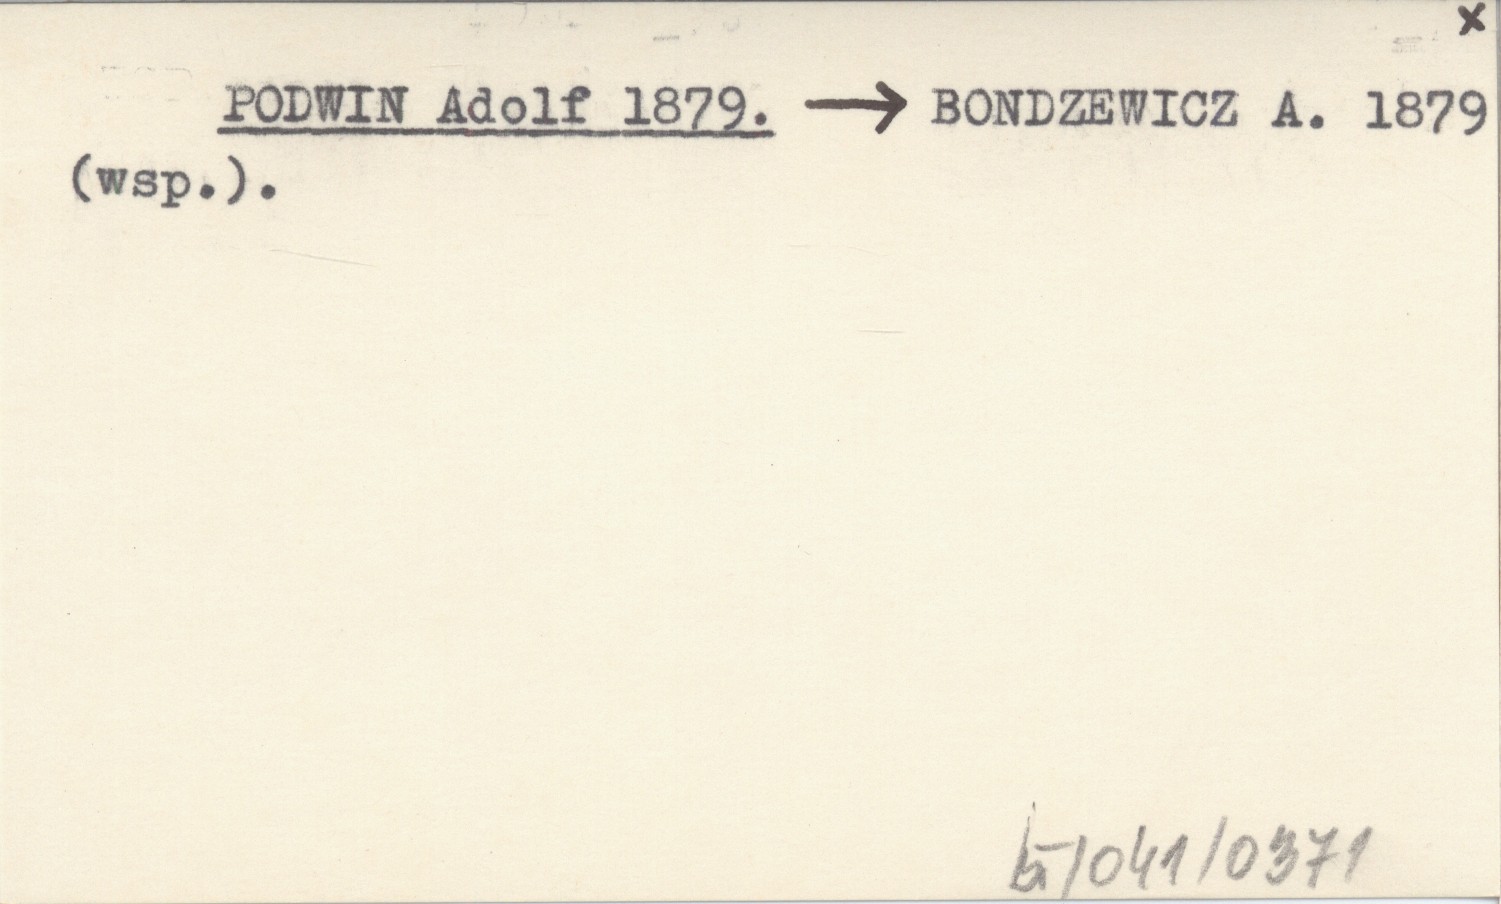 x
PODWIN Adolf 1879. → BONDZEWICZ A. 1879
(wsp.).
/041/0371